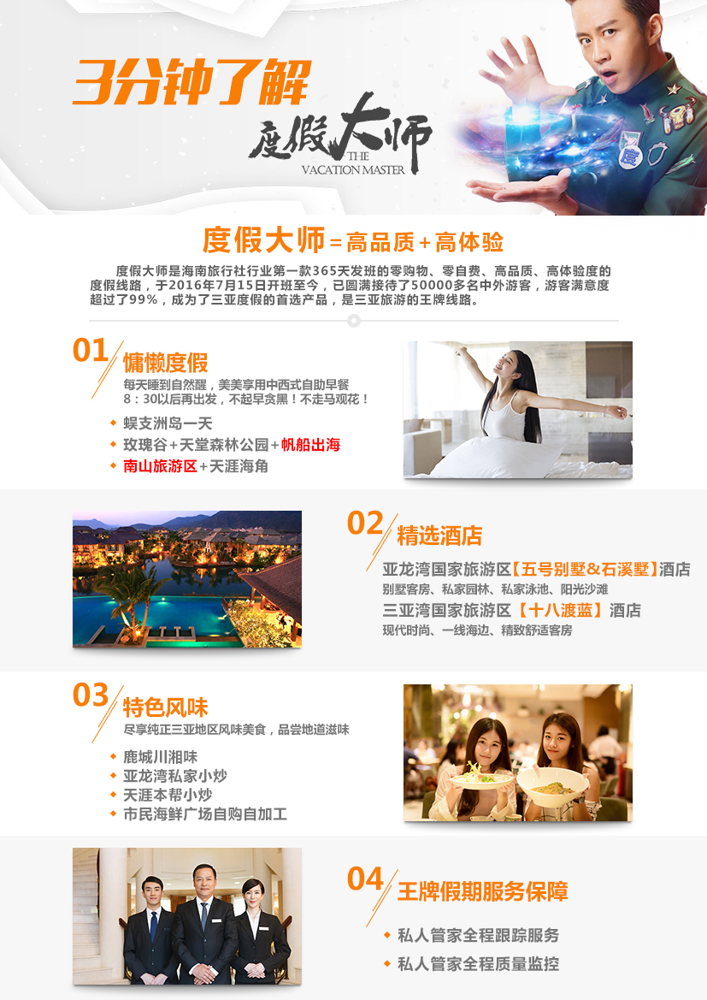 3分钟了解
度假大师
THE
VACATION MASTER
度
度假大师=高品质+高体验
度假大师是海南旅行社行业第一款365天发班的零购物、零自费、高品质、高体验度的
度假线路，于2016年7月15日开班至今，已圆满接待了50000多名中外游客，游客满意度
超过了99%，成为了三亚度假的首选产品，是三亚旅游的王牌线路。
01
慵懒度假
每天睡到自然醒，美美享用中西式自助早餐
8：30以后再出发，不起早贪黑！不走马观花！
蜈支洲岛一天
玫瑰谷+天堂森林公园+帆船出海
南山旅游区+天涯海角
02
精选酒店
亚龙湾国家旅游区【五号别墅&石溪墅】酒店
别墅客房、私家园林、私家泳池、阳光沙滩
三亚湾国家旅游区【十八渡蓝】酒店
现代时尚、一线海边、精致舒适客房
03
特色风味
尽享纯正三亚地区风味美食，品尝地道滋味
鹿城川湘味
亚龙湾私家小炒
天涯本帮小炒
市民海鲜广场自购自加工
04
王牌假期服务保障
私人管家全程跟踪服务
私人管家全程质量监控